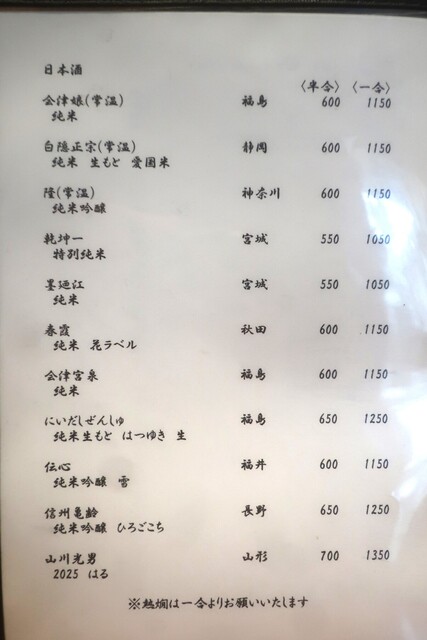 日本酒
〈半合〉 〈一合〉
会津娘(常温) 福島 600 1150
純米
白隠正宗(常温) 静岡 600 1150
純米 生もと 愛国米
隆(常温) 神奈川 600 1150
純米吟醸
乾坤一 宮城 550 1050
特別純米
墨廼江 宮城 550 1050
純米
春霞 秋田 600 1150
純米 花ラベル
会津宮泉 福島 600 1150
純米
にいだしぜんしゅ 福島 650 1250
純米生もと はつゆき 生
伝心 福井 600 1150
純米吟醸 雪
信州亀齢 長野 650 1250
純米吟醸 ひろごこち
山川光男 山形 700 1350
2025 はる
※熱燗は一合よりお願いいたします